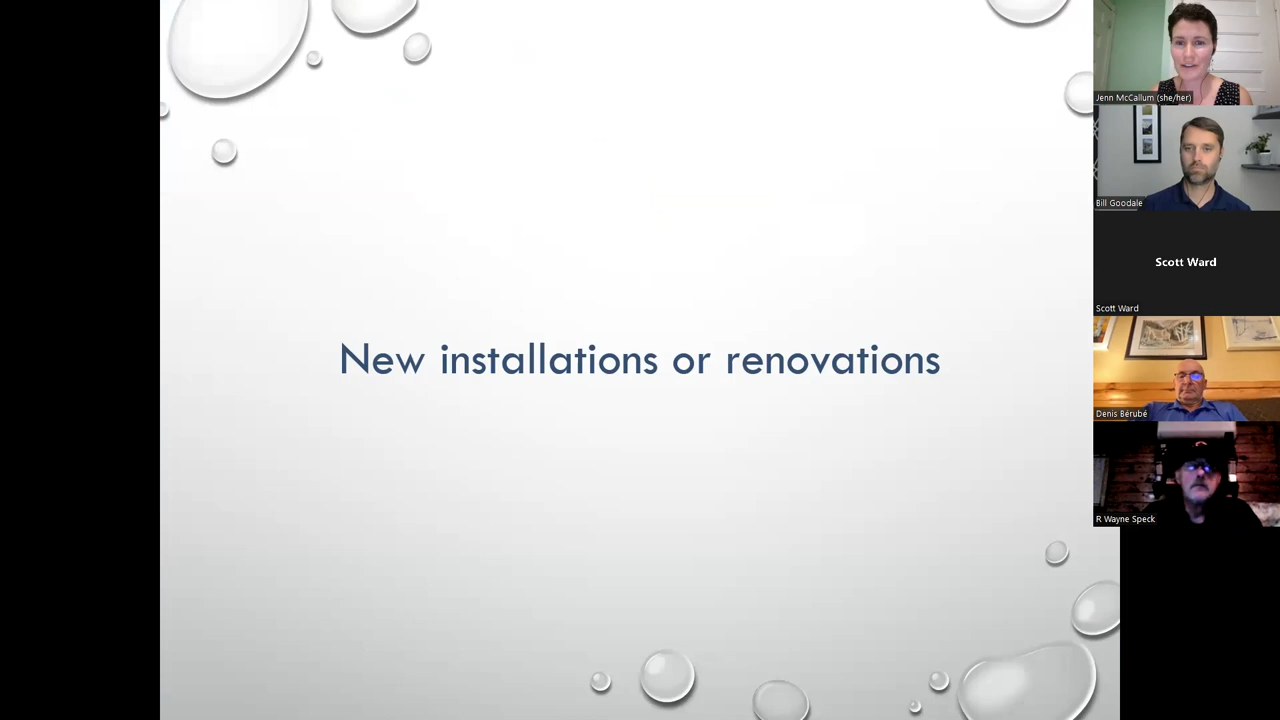 New installations or renovations
Jenn McCallum (she/her)
Bill Goodale
Scott Ward
Scott Ward
Denis Bérubé
R Wayne Speck